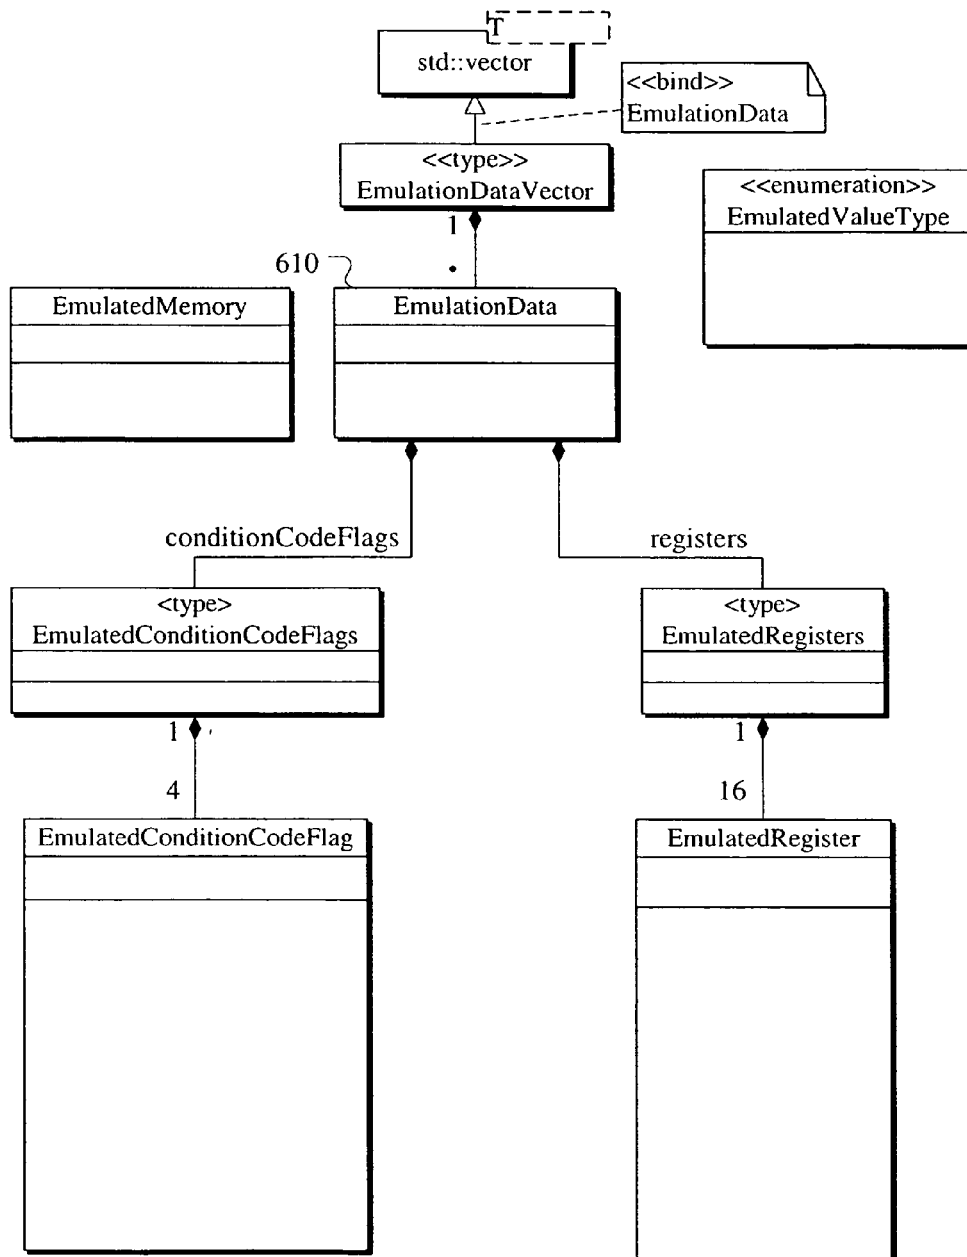 T
std::vector
<<bind>>
EmulationData
<<type>>
EmulationDataVector
<<enumeration>>
EmulatedValueType
1
610
EmulatedMemory
EmulationData
conditionCodeFlags
registers
<type>
EmulatedConditionCodeFlags
<type>
EmulatedRegisters
1
1
4
16
EmulatedConditionCodeFlag
EmulatedRegister